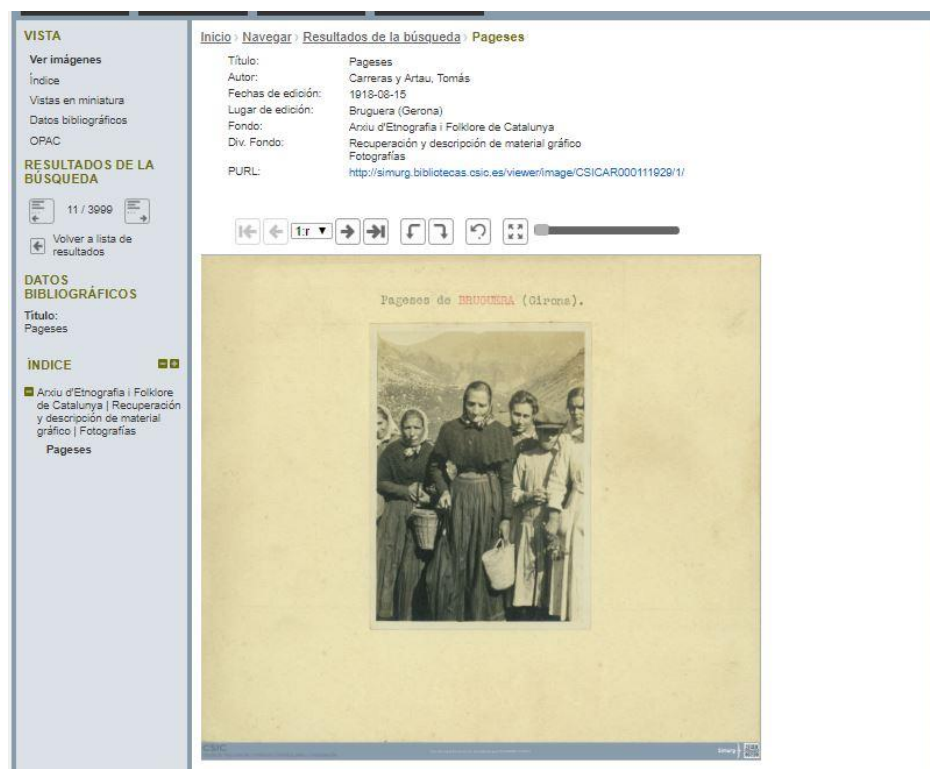 VISTA
Ver imágenes
Índice
Vistas en miniatura
Datos bibliográficos
OPAC
RESULTADOS DE LA
BÚSQUEDA
11 / 3999
Volver a lista de
resultados
DATOS
BIBLIOGRÁFICOS
Título:
Pageses
ÍNDICE
Arxiu d'Etnografia i Folklore
de Catalunya | Recuperación
y descripción de material
gráfico | Fotografías
Pageses
Inicio › Navegar › Resultados de la búsqueda › Pageses
Título: Pageses
Autor: Carreras y Artau, Tomás
Fechas de edición: 1918-08-15
Lugar de edición: Bruguera (Gerona)
Fondo: Arxiu d'Etnografia i Folklore de Catalunya
Div. Fondo: Recuperación y descripción de material gráfico
Fotografías
PURL: http://simurg.bibliotecas.csic.es/viewer/image/CSICAR000111929/1/
1:r
Pageses de BRUGUERA (Girona).
CSIC
Simurg